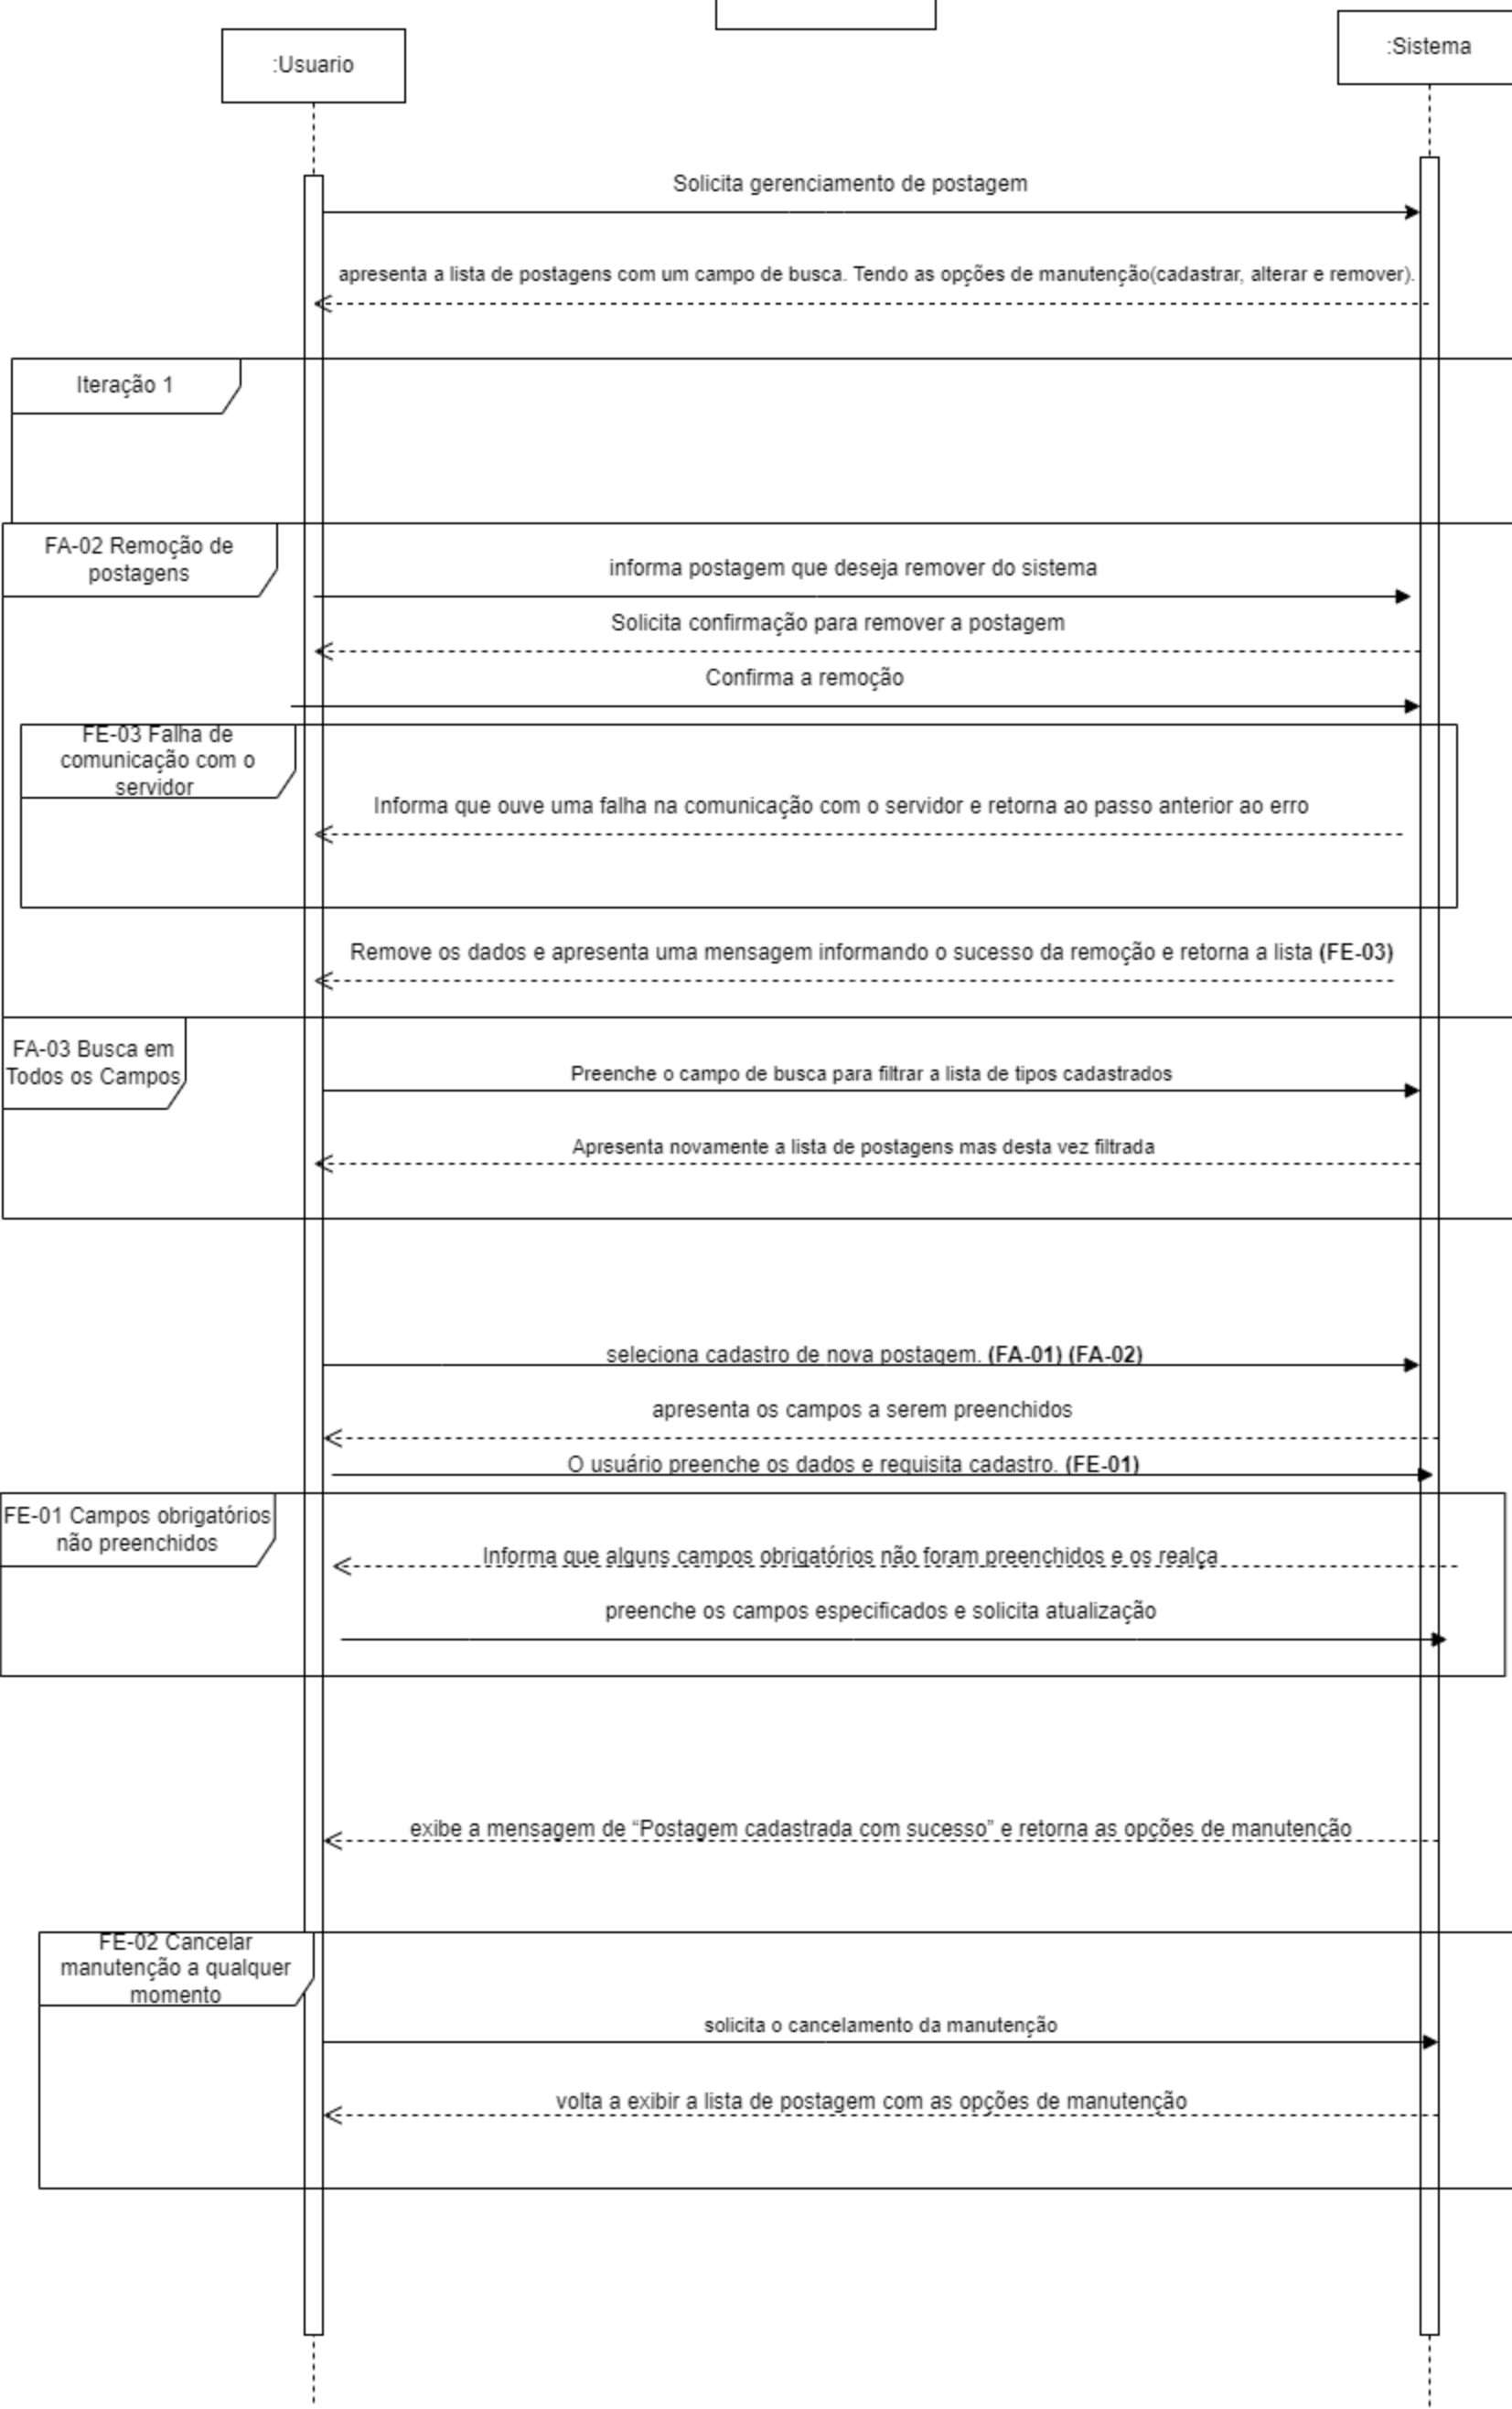 :Usuario
:Sistema
Solicita gerenciamento de postagem
apresenta a lista de postagens com um campo de busca. Tendo as opções de manutenção(cadastrar, alterar e remover).
Iteração 1
FA-02 Remoção de
postagens
informa postagem que deseja remover do sistema
Solicita confirmação para remover a postagem
Confirma a remoção
FE-03 Falha de
comunicação com o
servidor
Informa que ouve uma falha na comunicação com o servidor e retorna ao passo anterior ao erro
Remove os dados e apresenta uma mensagem informando o sucesso da remoção e retorna a lista (FE-03)
FA-03 Busca em
Todos os Campos
Preenche o campo de busca para filtrar a lista de tipos cadastrados
Apresenta novamente a lista de postagens mas desta vez filtrada
seleciona cadastro de nova postagem. (FA-01) (FA-02)
apresenta os campos a serem preenchidos
O usuário preenche os dados e requisita cadastro. (FE-01)
FE-01 Campos obrigatórios
não preenchidos
Informa que alguns campos obrigatórios não foram preenchidos e os realça
preenche os campos especificados e solicita atualização
exibe a mensagem de “Postagem cadastrada com sucesso” e retorna as opções de manutenção
FE-02 Cancelar
manutenção a qualquer
momento
solicita o cancelamento da manutenção
volta a exibir a lista de postagem com as opções de manutenção